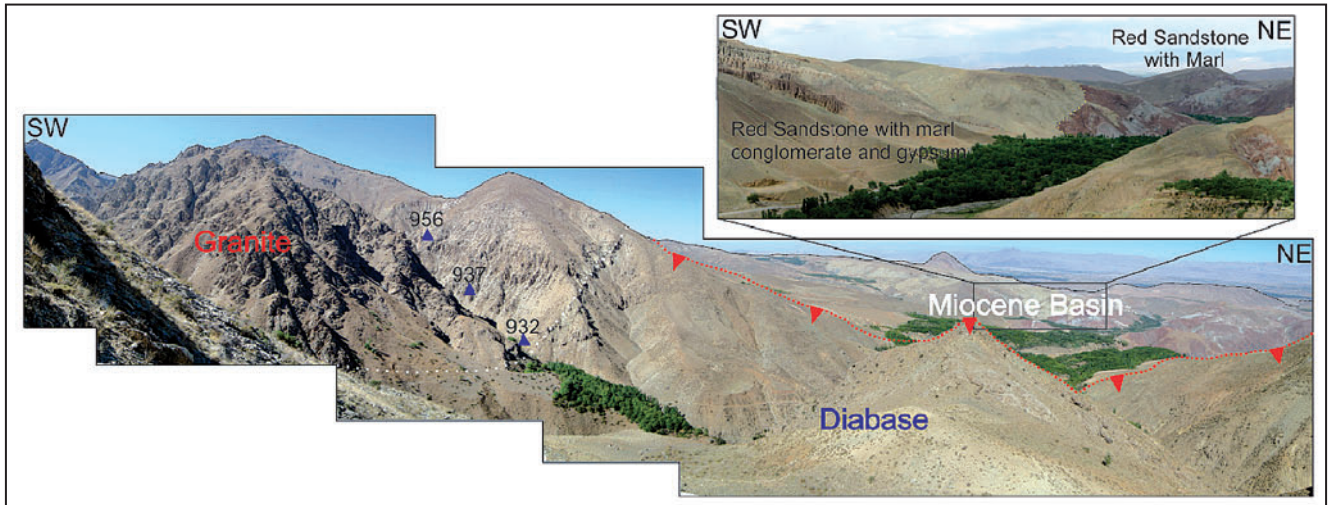 SW
NE
Red Sandstone
with Marl
Red Sandstone with marl
conglomerate and gypsum
SW
956
Granite
937
932
NE
Miocene Basin
Diabase